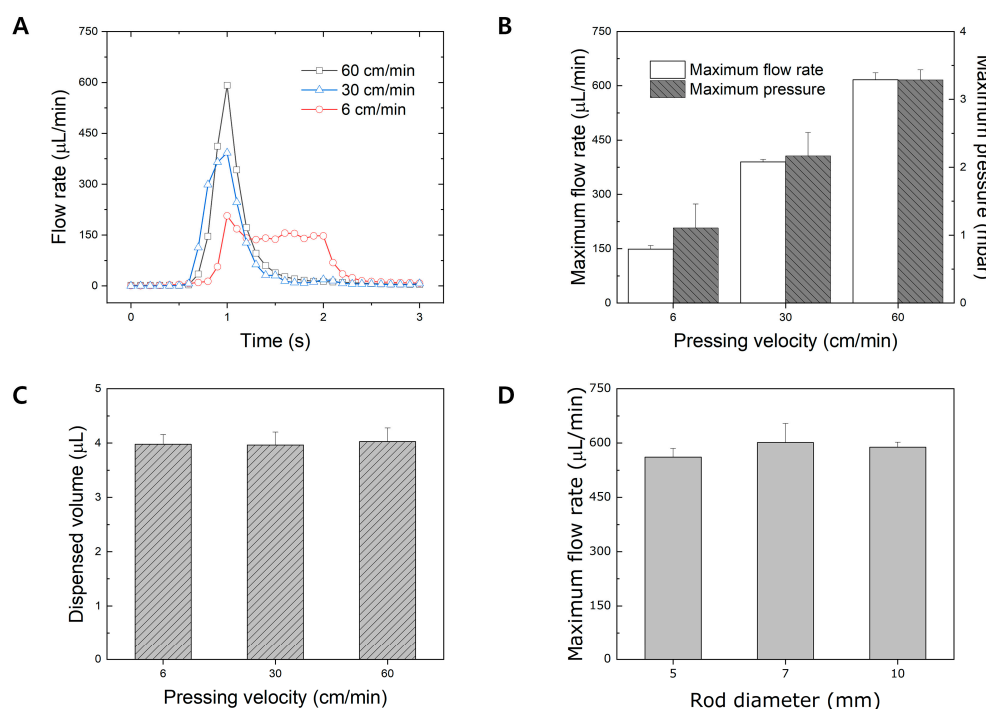 A
Flow rate (μL/min)
750
600
450
300
150
0
60 cm/min
30 cm/min
6 cm/min
0
1
2
3
Time (s)
B
Maximum flow rate (μL/min)
750
600
450
300
150
0
Maximum flow rate
Maximum pressure
4
3
2
1
0
Maximum pressure (mbar)
6
30
60
Pressing velocity (cm/min)
C
Dispensed volume (μL)
5
4
3
2
1
0
6
30
60
Pressing velocity (cm/min)
D
Maximum flow rate (μL/min)
750
600
450
300
150
0
5
7
10
Rod diameter (mm)